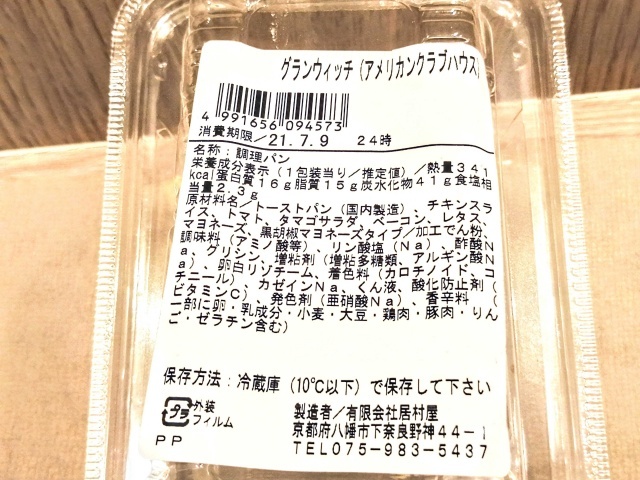 グランウィッチ(アメリカンクラブハウス)
4 991656 094573
消費期限/21.7.9 24時
名称:調理パン
栄養成分表示(1包装当り/推定値)/熱量341
kcal蛋白質16g脂質15g炭水化物41g食塩相
当量2.3g
原材料名/トーストパン(国内製造)、チキンスラ
イス、トマト、タマゴサラダ、ベーコン、レタス、
マヨネーズ、黒胡椒マヨネーズタイプ/加工でん粉、
調味料(アミノ酸等)、リン酸塩(Na)、酢酸N
a、グリシン、増粘剤(増粘多糖類、アルギン酸N
a)、卵白リゾチーム、着色料(カロチノイド、コ
チニール)、カゼインNa、くん液、酸化防止剤(
ビタミンC)、発色剤(亜硝酸Na)、香辛料(
一部に卵・乳成分・小麦・大豆・鶏肉・豚肉・りん
ご・ゼラチン含む)
保存方法:冷蔵庫(10℃以下)で保存して下さい
プラ
外装
フィルム
PP
製造者/有限会社居村屋
京都府八幡市下奈良野神44-1
TEL075-983-5437